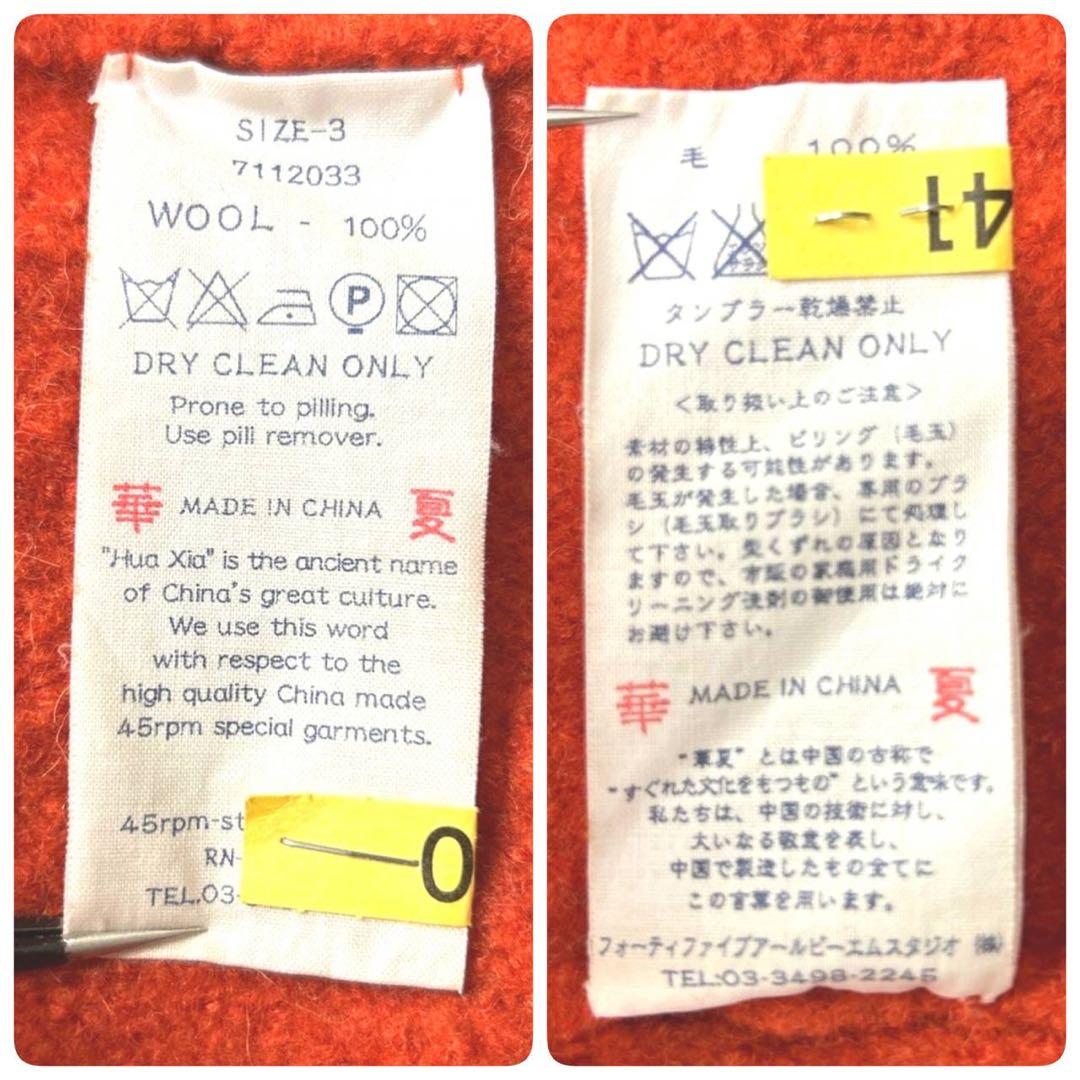 SIZE-3
7112033
WOOL - 100%
P
DRY CLEAN ONLY
Prone to pilling.
Use pill remover.
華 MADE IN CHINA 夏
"Hua Xia" is the ancient name
of China's great culture.
We use this word
with respect to the
high quality China made
45rpm special garments.
45rpm-st
RN-
TEL.03-
0
毛 100%
41
タンブラー乾燥禁止
DRY CLEAN ONLY
<取り扱い上のご注意>
素材の特性上、ピリング（毛玉）
の発生する可能性があります。
毛玉が発生した場合、専用のブラ
シ（毛玉取りブラシ）にて処理し
て下さい。型くずれの原因となり
ますので、市販の家庭用ドライク
リーニング洗剤の御使用は絶対に
お避け下さい。
華 MADE IN CHINA 夏
"華夏" とは中国の古称で
"すぐれた文化をもつもの" という意味です。
私たちは、中国の技術に対し、
大いなる敬意を表し、
中国で製造したもの全てに
この言葉を用います。
フォーティファイブアールピーエムスタジオ（株）
TEL:03-3498-2245